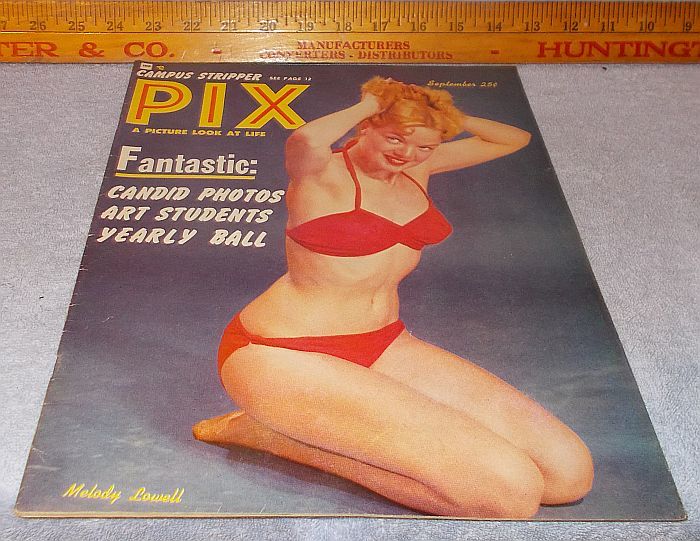 26 25 24 23 22 21 20 19 18 17 16 15 14 13 12 11 10
TER & CO. - MANUFACTURERS - HUNTING
CONVERTERS - DISTRIBUTORS
CAMPUS STRIPPER SEE PAGE 12
PIX
September 25¢
A PICTURE LOOK AT LIFE
Fantastic:
CANDID PHOTOS
ART STUDENTS
YEARLY BALL
Melody Lowell